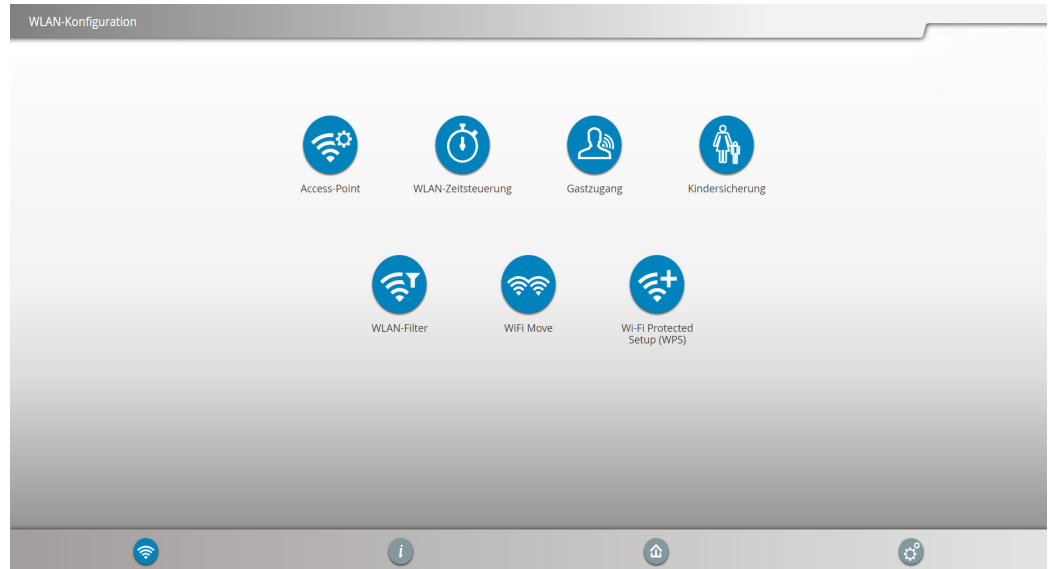 WLAN-Konfiguration
Access-Point
WLAN-Zeitsteuerung
Gastzugang
Kindersicherung
WLAN-Filter
WiFi Move
Wi-Fi Protected
Setup (WPS)
i